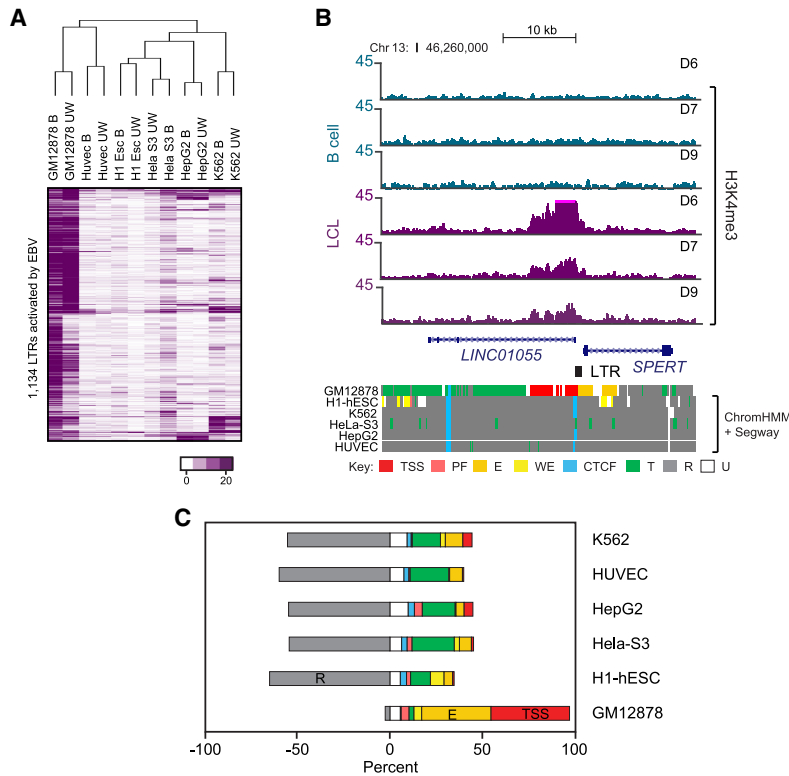 A
GM12878 B
GM12878 UW
Huvec B
Huvec UW
H1 Esc B
H1 Esc UW
Hela S3 UW
Hela S3 B
HepG2 B
HepG2 UW
K562 B
K562 UW
1,134 LTRs activated by EBV
0 20
B
10 kb
Chr 13: 46,260,000
45 D6
45 D7
45 D9
B cell
45 D6
45 D7
45 D9
LCL
H3K4me3
LINC01055
LTR SPERT
GM12878
H1-hESC
K562
HeLa-S3
HepG2
HUVEC
ChromHMM
+ Segway
Key: TSS PF E WE CTCF T R U
C
K562
HUVEC
HepG2
Hela-S3
R H1-hESC
E TSS GM12878
-100 -50 0 50 100
Percent